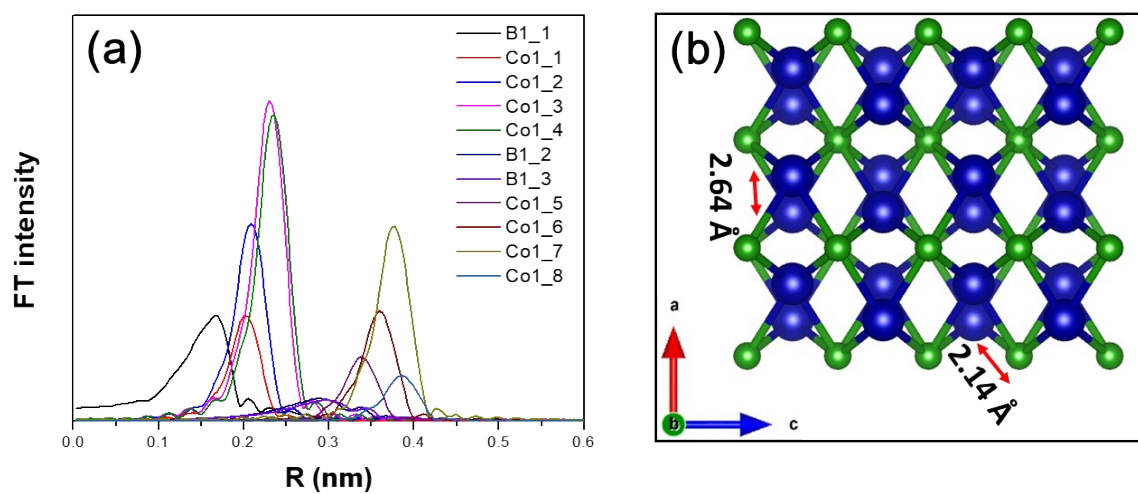 (a)
B1_1
Co1_1
Co1_2
Co1_3
Co1_4
B1_2
B1_3
Co1_5
Co1_6
Co1_7
Co1_8
FT intensity
0.0 0.1 0.2 0.3 0.4 0.5 0.6
R (nm)
(b)
2.64 Å
2.14 Å
a
b
c